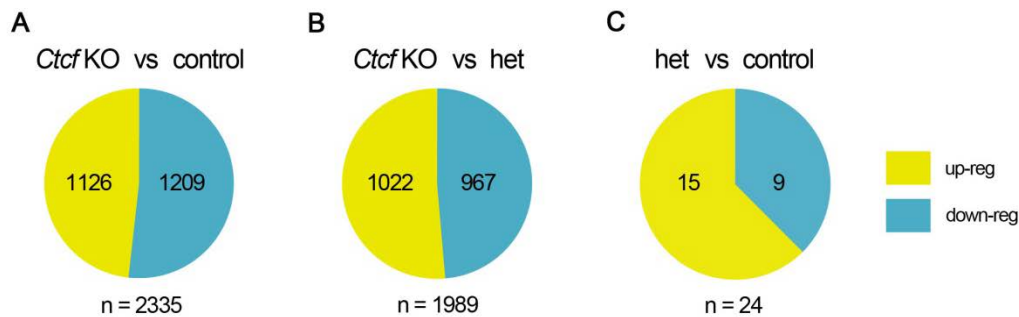 A
Ctcf KO vs control
1126
1209
n = 2335
B
Ctcf KO vs het
1022
967
n = 1989
C
het vs control
15
9
n = 24
up-reg
down-reg